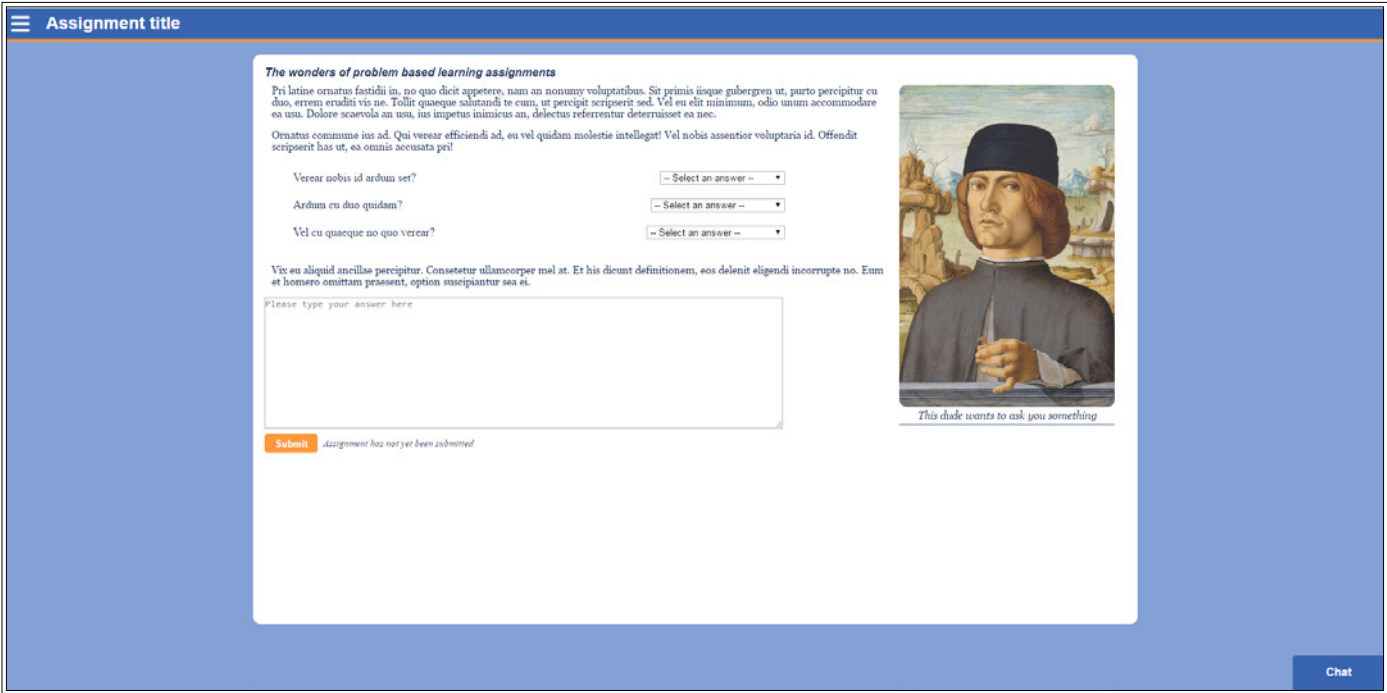 Assignment title
The wonders of problem based learning assignments
Pri latine ornatus fastidii in, no quo dicit appetere, nam an nonumy voluptatibus. Sit primis iisque gubergren ut, purto percipitur cu
duo, errem eruditi vis ne. Tollit quaeque salutandi te cum, ut percipit scripserit sed. Vel eu elit minimum, odio unum accommodare
ea usu. Dolore scaevola an usu, ius impetus inimicus an, delectus referrentur deterruisset ea nec.
Ornatus commune ius ad. Qui verear efficiendi ad, eu vel quidam molestie intellegat! Vel nobis assentior voluptaria id. Offendit
scripserit has ut, ea omnis accusata pri!
Verear nobis id ardum set?
-- Select an answer --
Ardum cu duo quidam?
-- Select an answer --
Vel cu quaeque no quo verear?
-- Select an answer --
Vix eu aliquid ancillae percipitur. Consetetur ullamcorper mel at. Et his dicunt definitionem, eos delenit eligendi incorrupte no. Eum
et homero omittam praesent, option suscipiantur sea ei.
Please type your answer here
Submit
Assignment has not yet been submitted
This dude wants to ask you something
Chat